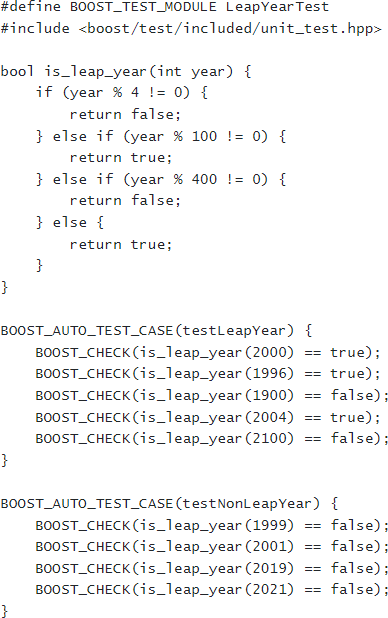 #define BOOST_TEST_MODULE LeapYearTest
#include <boost/test/included/unit_test.hpp>

bool is_leap_year(int year) {
    if (year % 4 != 0) {
        return false;
    } else if (year % 100 != 0) {
        return true;
    } else if (year % 400 != 0) {
        return false;
    } else {
        return true;
    }
}

BOOST_AUTO_TEST_CASE(testLeapYear) {
    BOOST_CHECK(is_leap_year(2000) == true);
    BOOST_CHECK(is_leap_year(1996) == true);
    BOOST_CHECK(is_leap_year(1900) == false);
    BOOST_CHECK(is_leap_year(2004) == true);
    BOOST_CHECK(is_leap_year(2100) == false);
}

BOOST_AUTO_TEST_CASE(testNonLeapYear) {
    BOOST_CHECK(is_leap_year(1999) == false);
    BOOST_CHECK(is_leap_year(2001) == false);
    BOOST_CHECK(is_leap_year(2019) == false);
    BOOST_CHECK(is_leap_year(2021) == false);
}